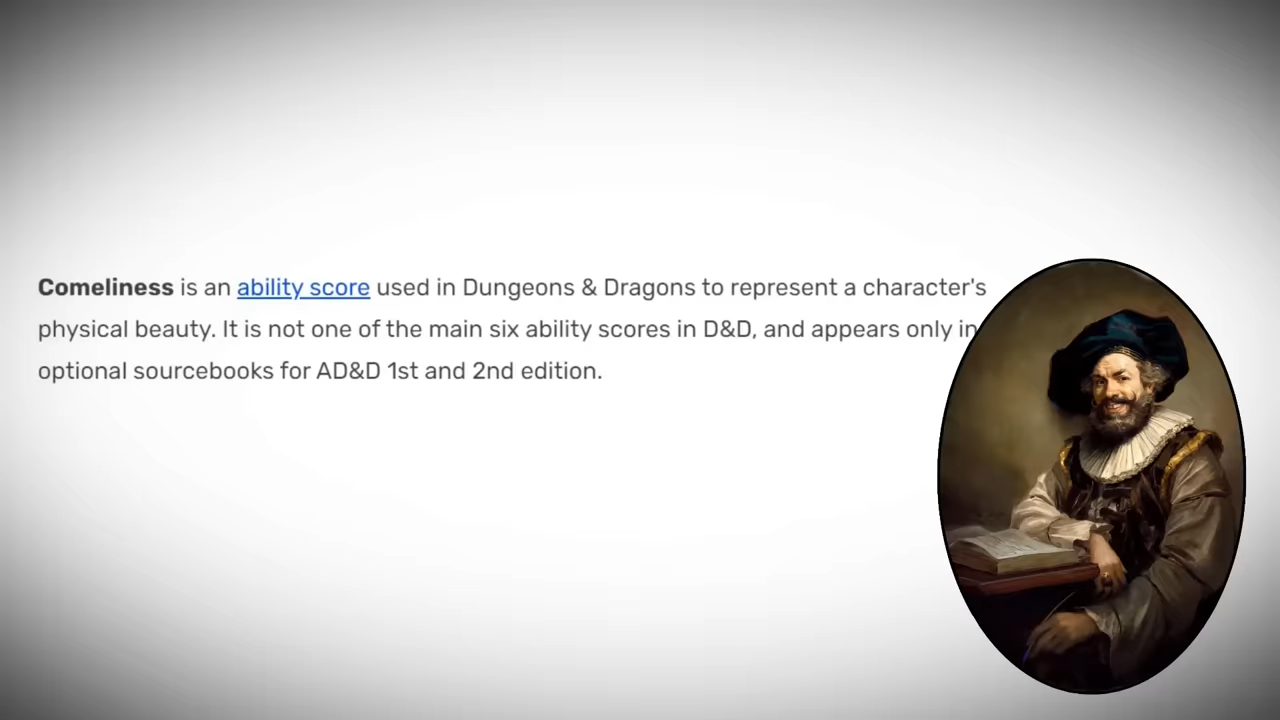 Comeliness is an ability score used in Dungeons & Dragons to represent a character's
physical beauty. It is not one of the main six ability scores in D&D, and appears only in
optional sourcebooks for AD&D 1st and 2nd edition.